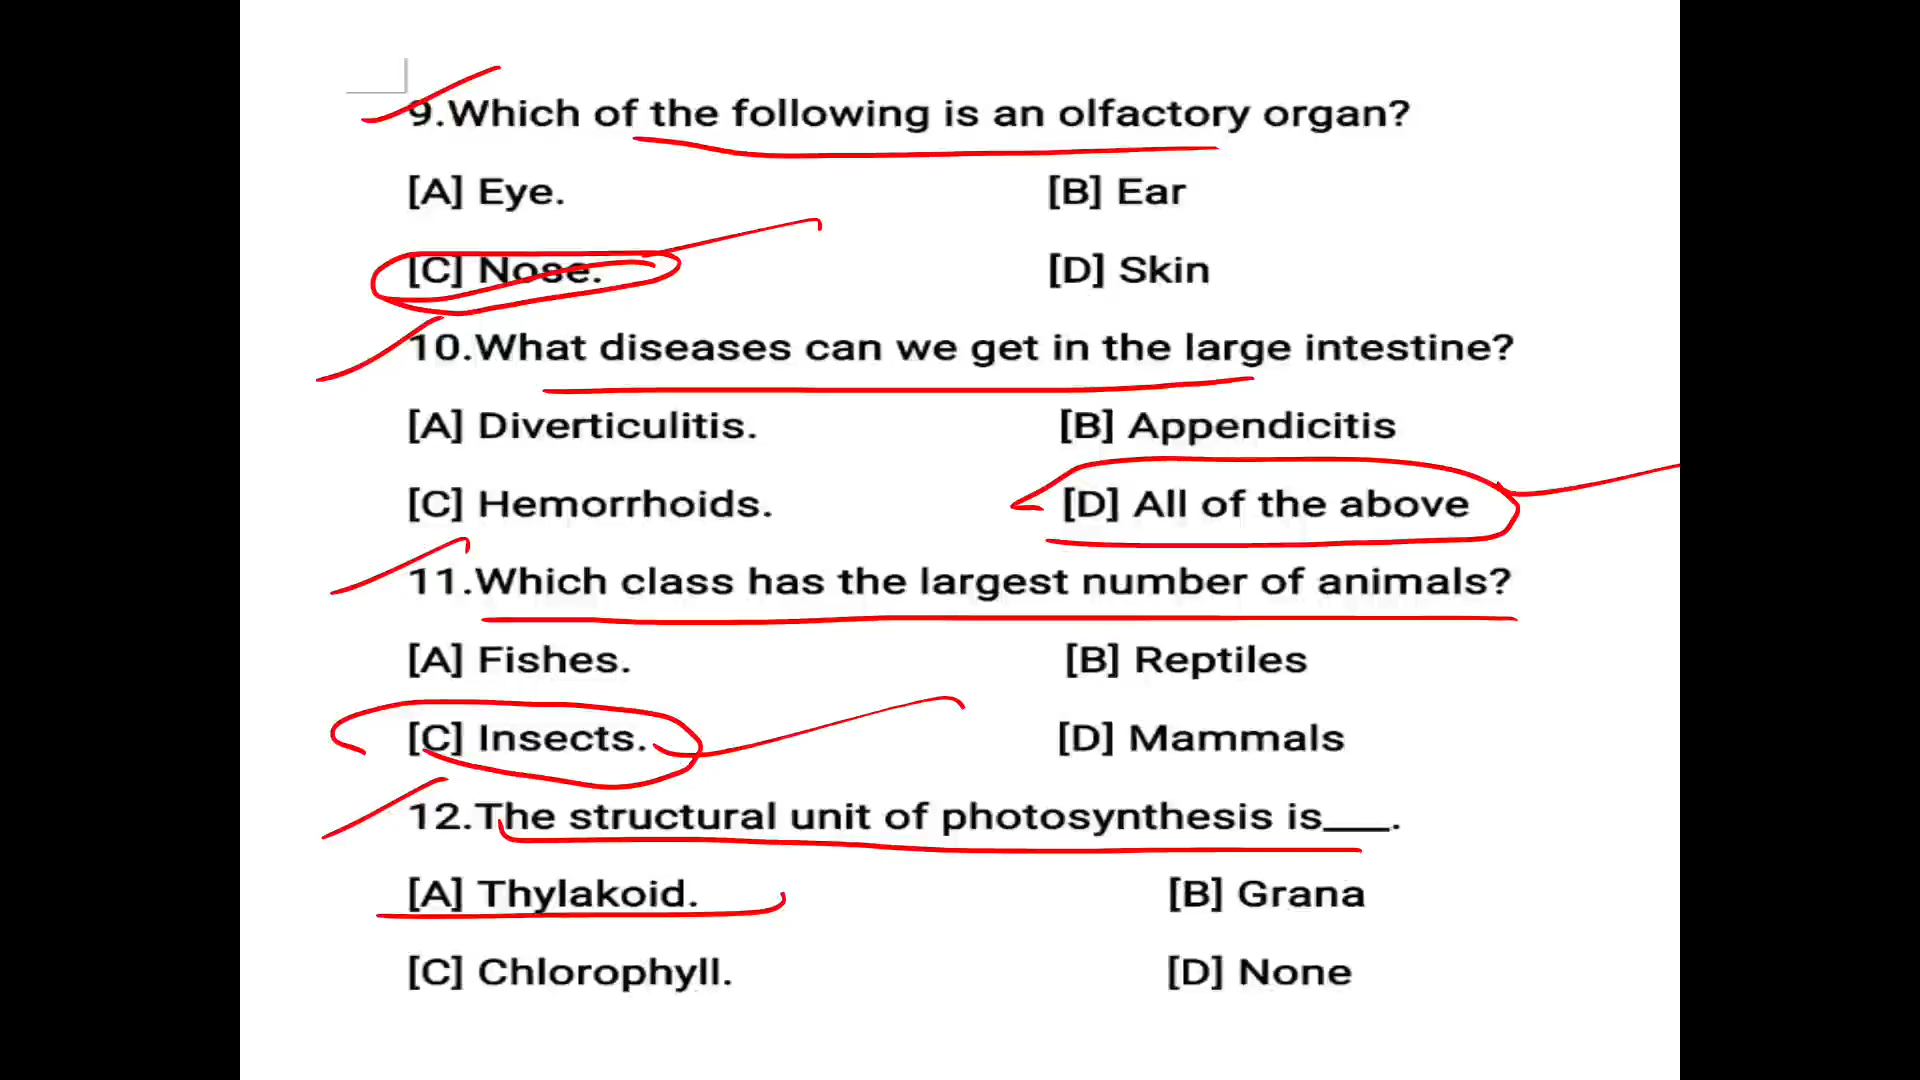 9.Which of the following is an olfactory organ?
[A] Eye. [B] Ear
[C] Nose. [D] Skin
10.What diseases can we get in the large intestine?
[A] Diverticulitis. [B] Appendicitis
[C] Hemorrhoids. [D] All of the above
11.Which class has the largest number of animals?
[A] Fishes. [B] Reptiles
[C] Insects. [D] Mammals
12.The structural unit of photosynthesis is___.
[A] Thylakoid. [B] Grana
[C] Chlorophyll. [D] None